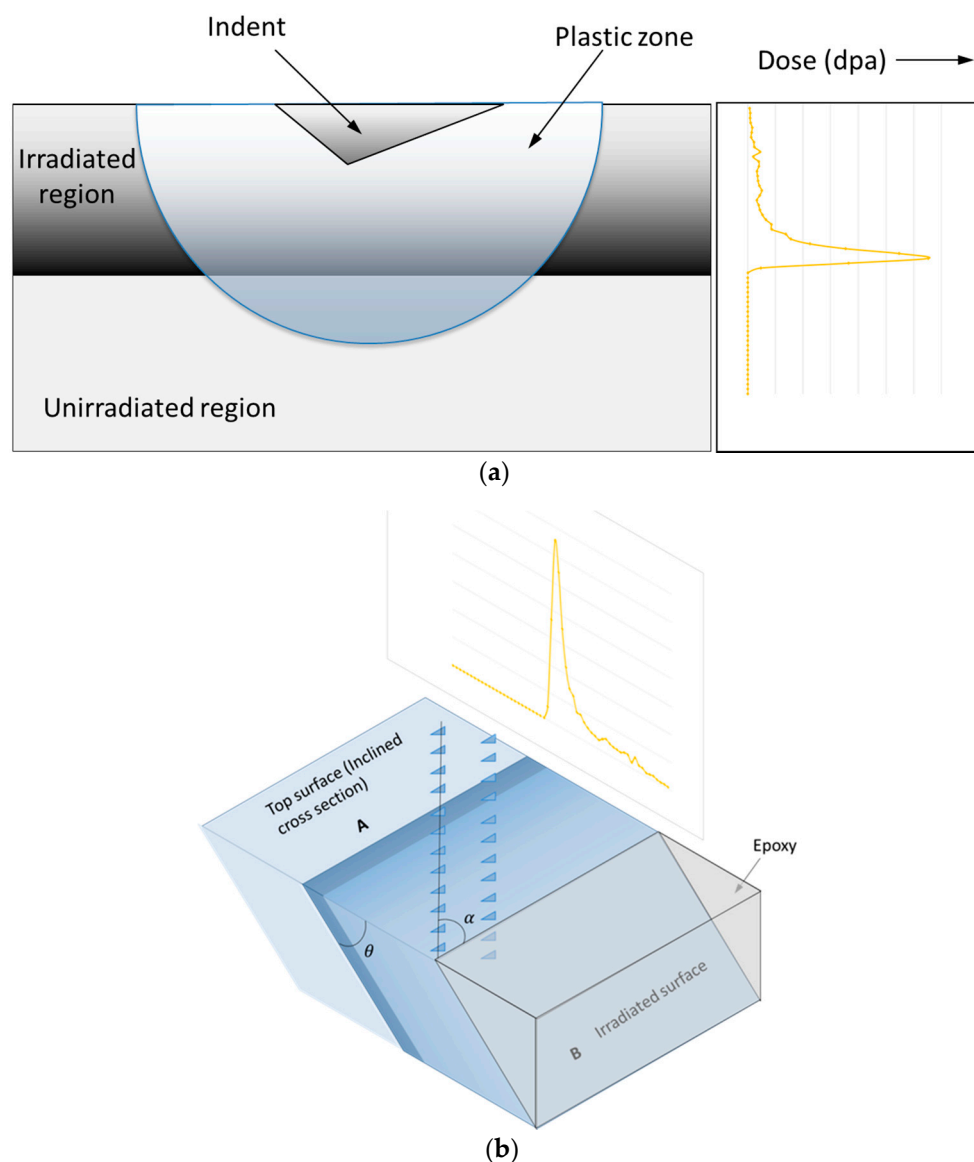 Indent
Plastic zone
Dose (dpa)
Irradiated
region
Unirradiated region
(a)
Top surface (Inclined
cross section)
A
Epoxy
α
θ
B Irradiated surface
(b)